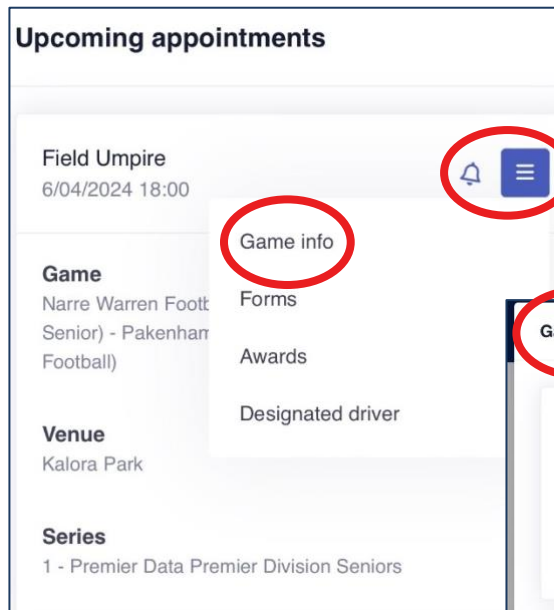 Upcoming appointments
Field Umpire
6/04/2024 18:00
Game info
Game
Narre Warren Footb
Forms
Senior) - Pakenham
Football)
Awards
Designated driver
Venue
Kalora Park
Series
1 - Premier Data Premier Division Seniors